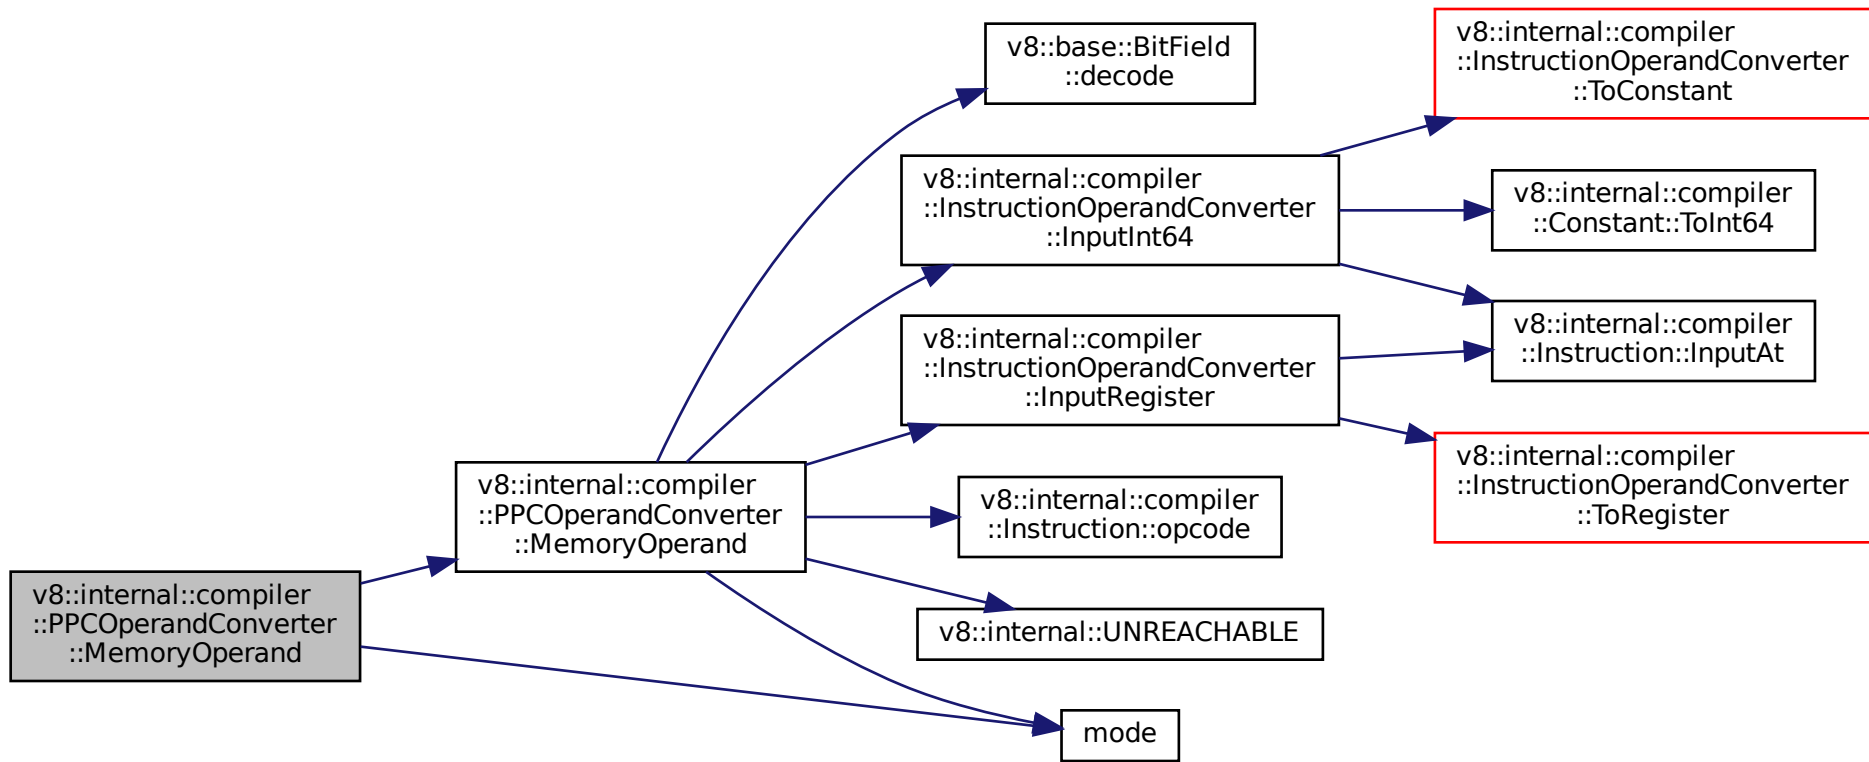 v8::internal::compiler
::PPCOperandConverter
::MemoryOperand
v8::internal::compiler
::PPCOperandConverter
::MemoryOperand
v8::base::BitField
::decode
v8::internal::compiler
::InstructionOperandConverter
::InputInt64
v8::internal::compiler
::InstructionOperandConverter
::ToConstant
v8::internal::compiler
::Constant::ToInt64
v8::internal::compiler
::Instruction::InputAt
v8::internal::compiler
::InstructionOperandConverter
::InputRegister
v8::internal::compiler
::InstructionOperandConverter
::ToRegister
v8::internal::compiler
::Instruction::opcode
v8::internal::UNREACHABLE
mode